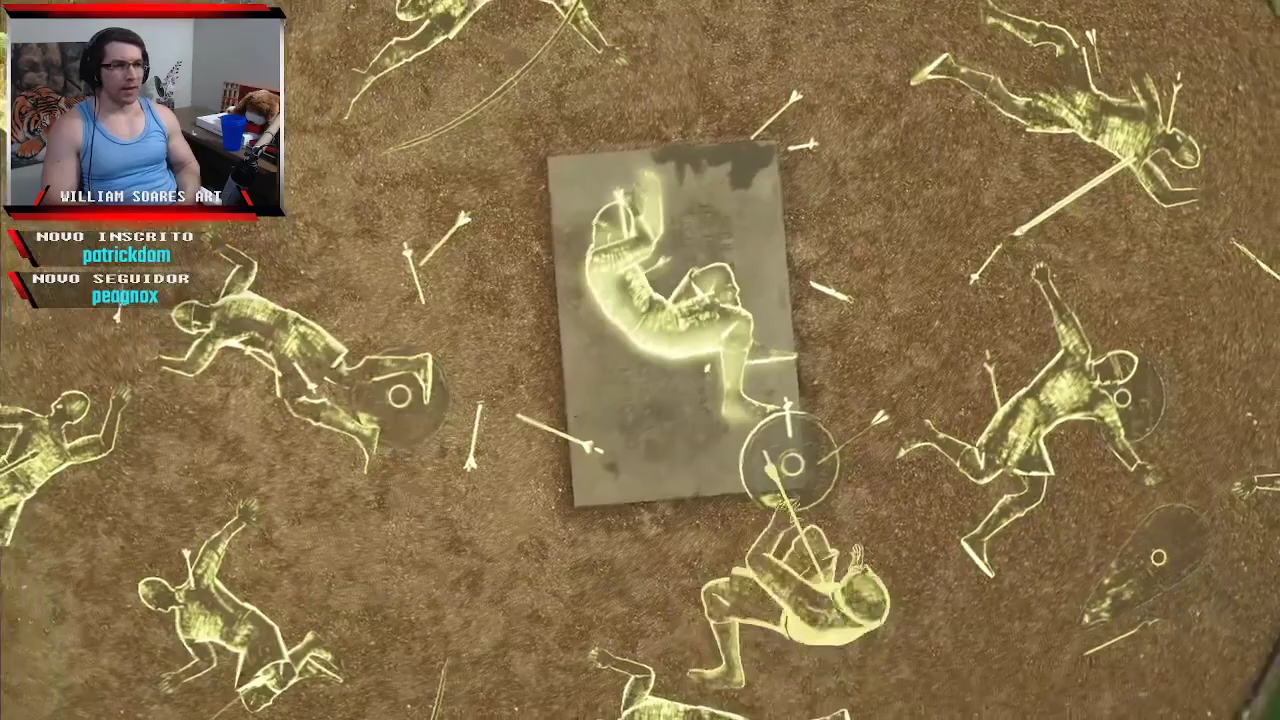 WILLIAM SOARES ART
NOVO INSCRITO
patrickdom
NOVO SEGUIDOR
peagnox